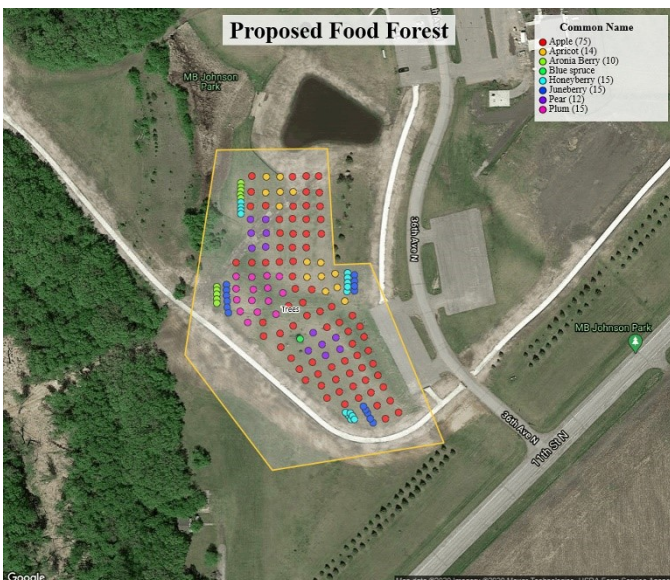 Proposed Food Forest
Common Name
Apple (75)
Apricot (14)
Aronia Berry (10)
Blue spruce
Honeyberry (15)
Juneberry (15)
Pear (12)
Plum (15)
MB Johnson
Park
36th Ave N
Trees
MB Johnson Park
36th Ave N
11th St N
Google